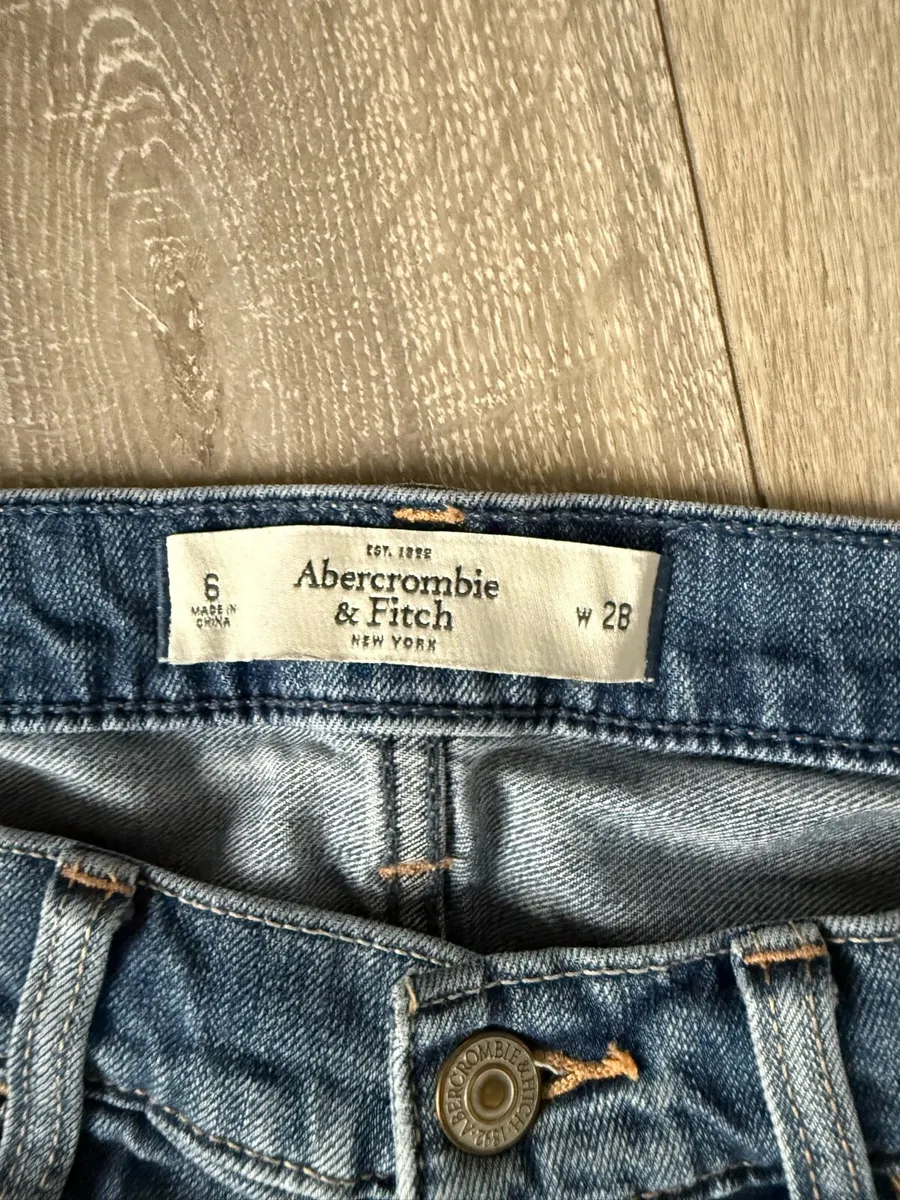 EST. 1892
Abercrombie
& Fitch
NEW YORK
6
MADE IN
CHINA
W 28
ABERCROMBIE & FITCH · 1892 ·